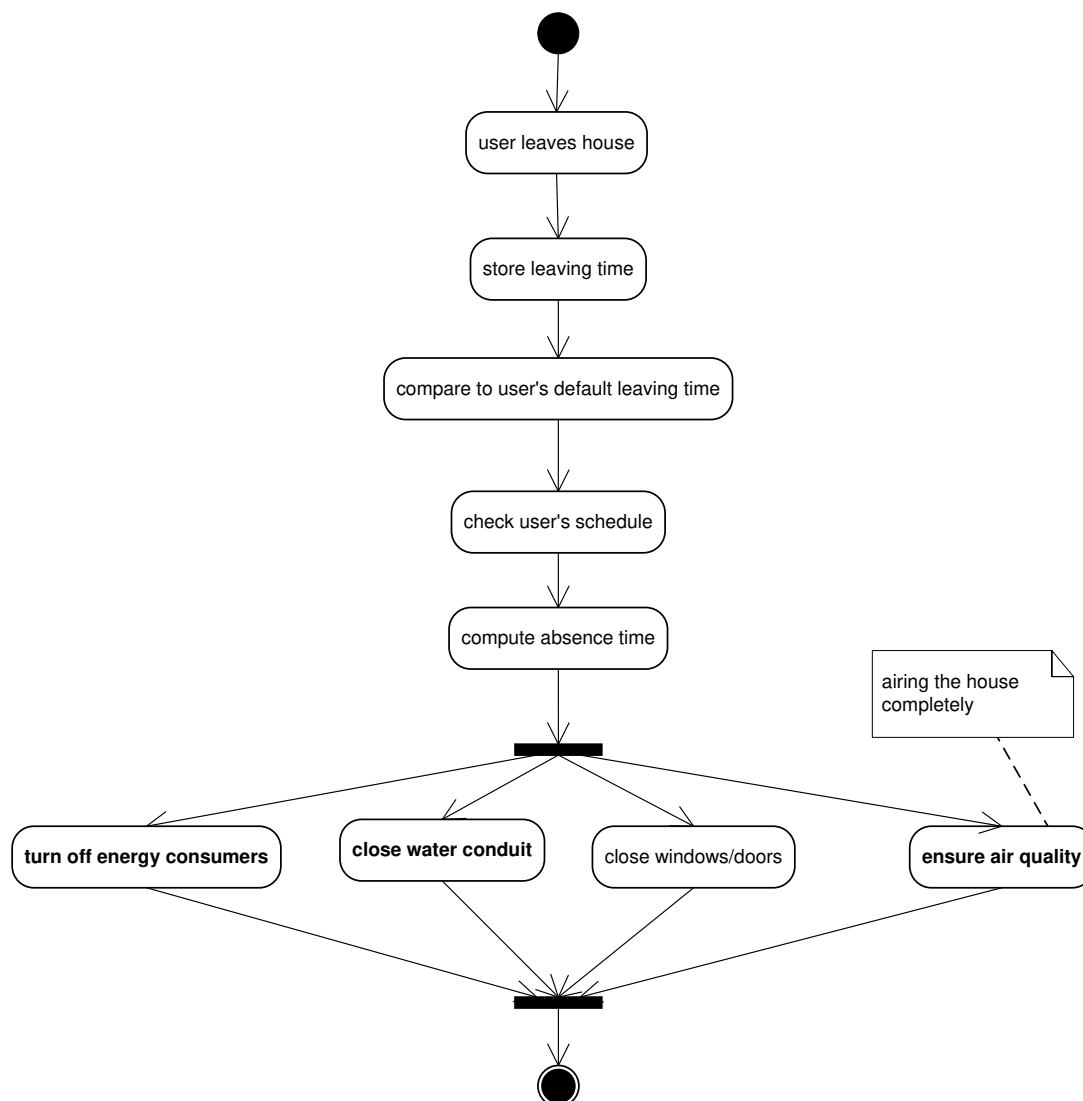 user leaves house
store leaving time
compare to user's default leaving time
check user's schedule
compute absence time
airing the house
completely
turn off energy consumers
close water conduit
close windows/doors
ensure air quality